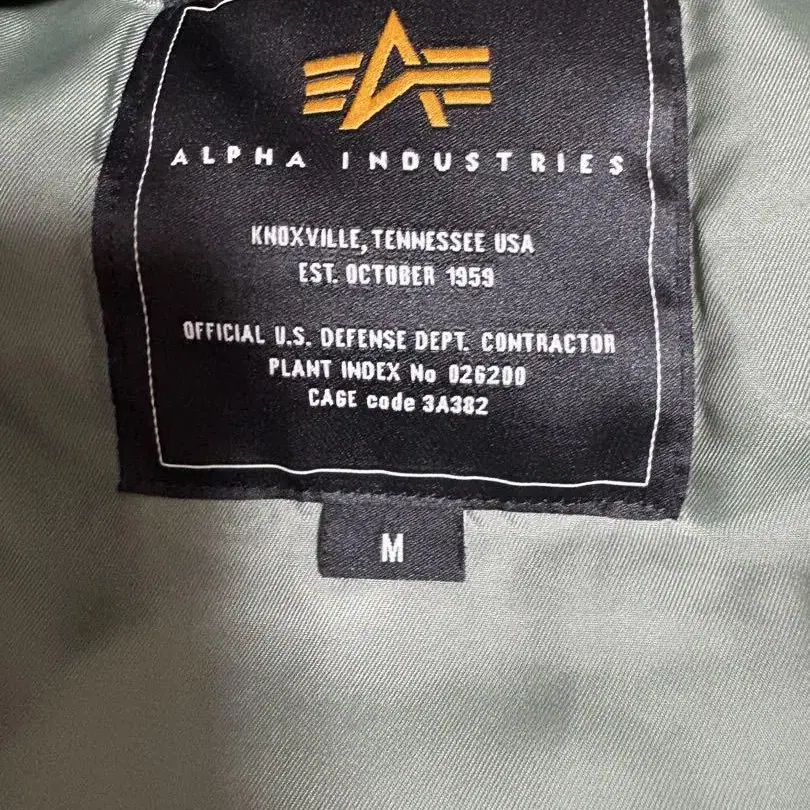 ALPHA INDUSTRIES
KNOXVILLE, TENNESSEE USA
EST. OCTOBER 1959
OFFICIAL U.S. DEFENSE DEPT. CONTRACTOR
PLANT INDEX No 026200
CAGE code 3A382
M